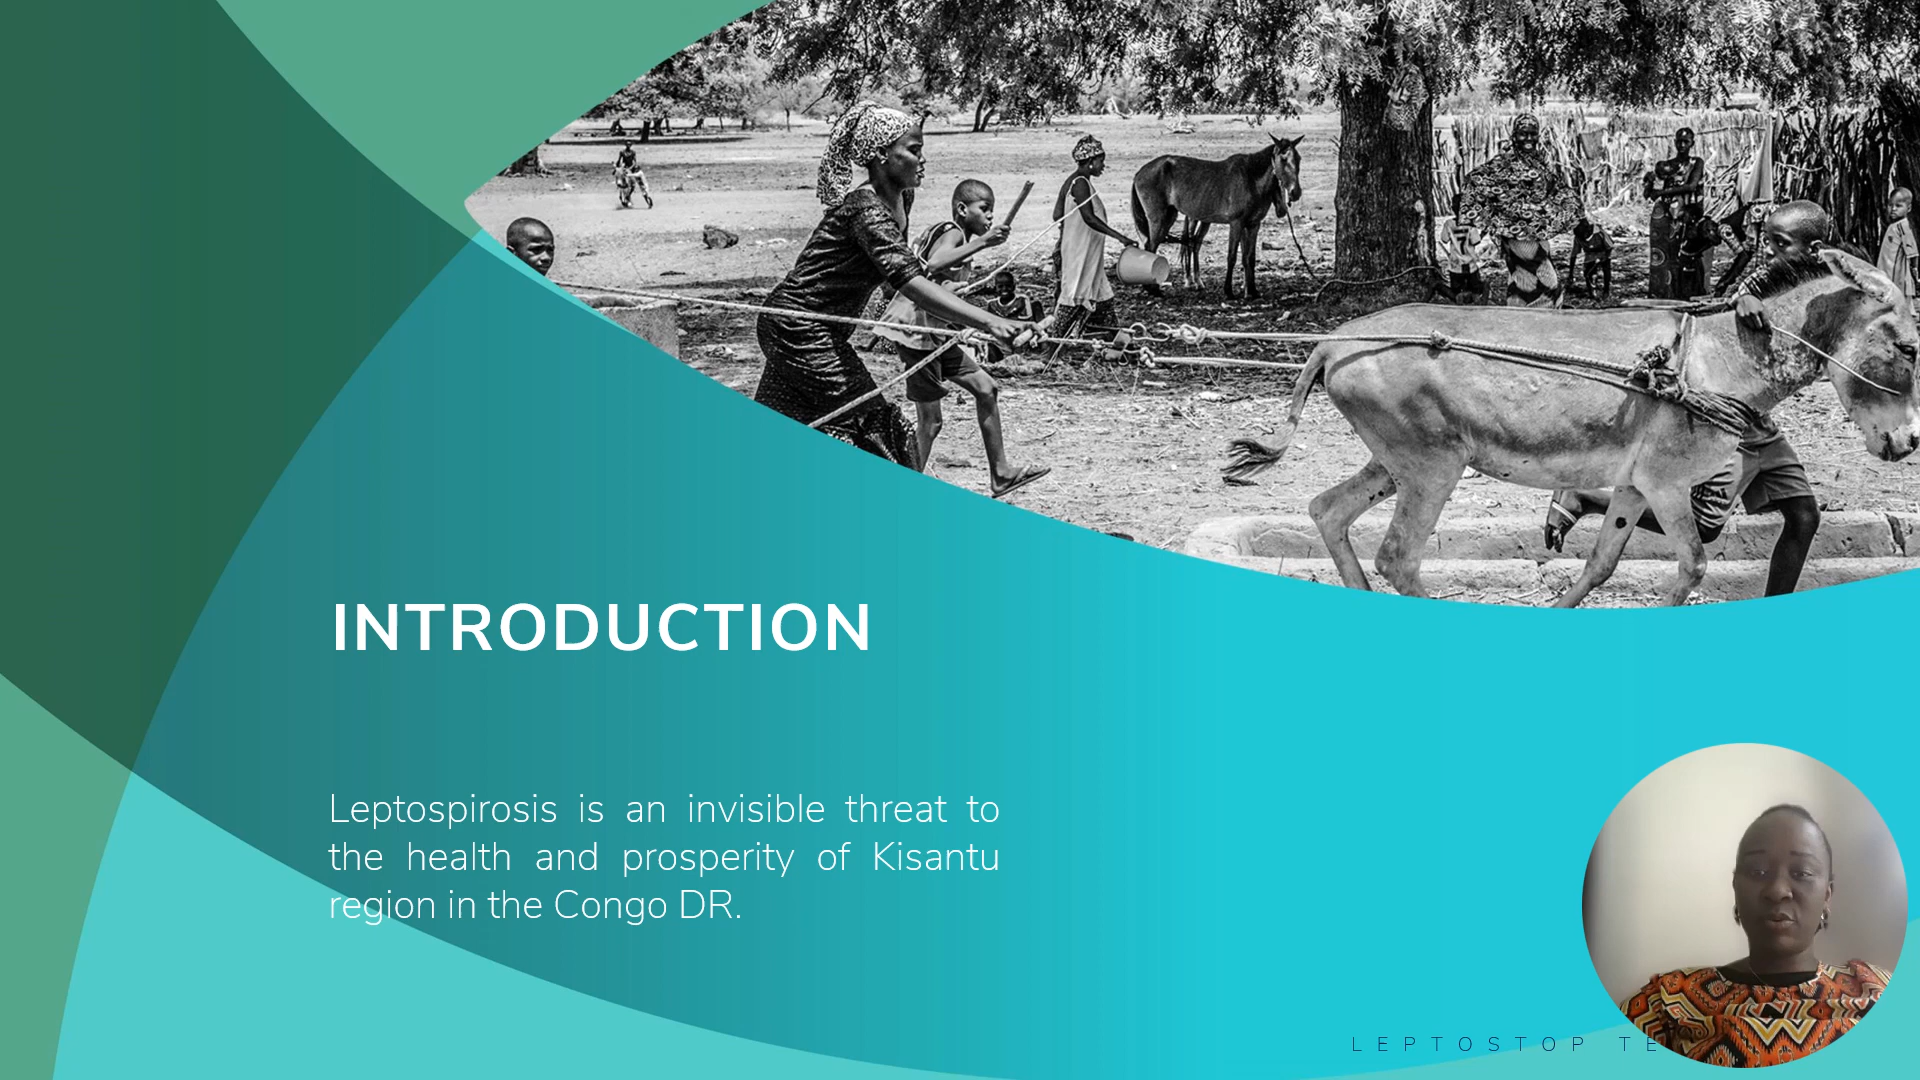 INTRODUCTION
Leptospirosis is an invisible threat to
the health and prosperity of Kisantu
region in the Congo DR.
LEPTOSTOP